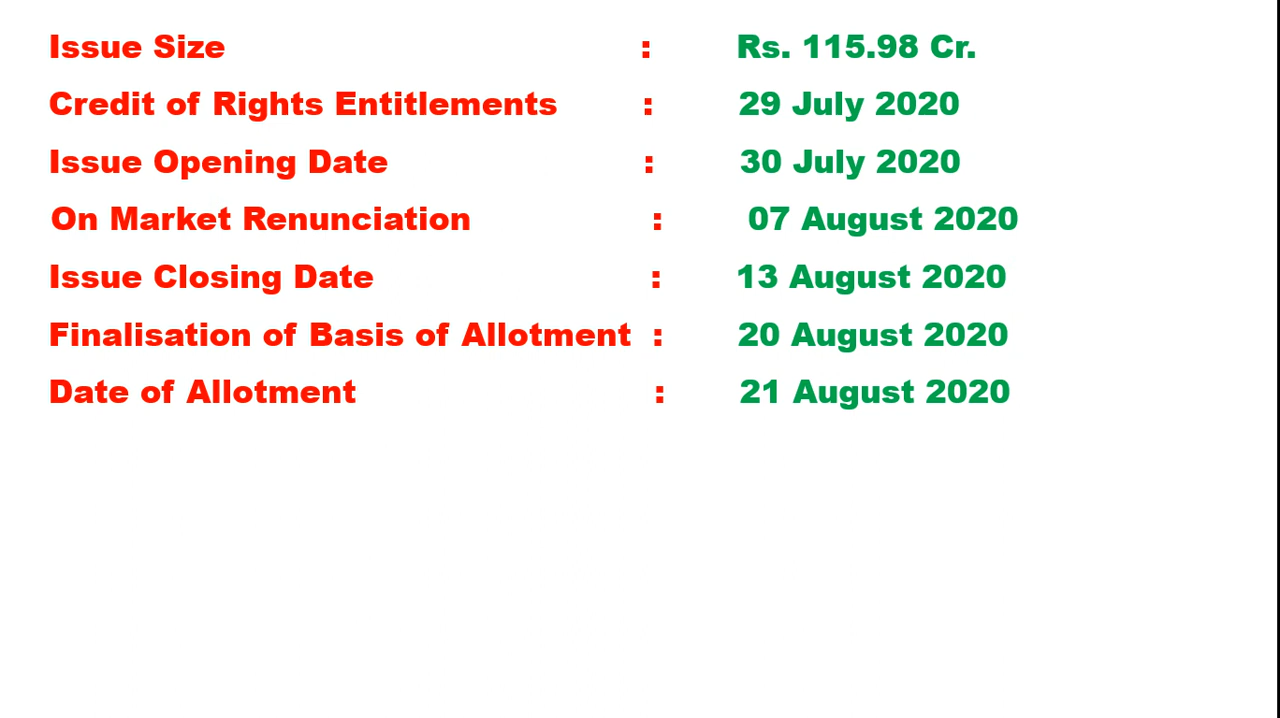 Issue Size : Rs. 115.98 Cr.
Credit of Rights Entitlements : 29 July 2020
Issue Opening Date : 30 July 2020
On Market Renunciation : 07 August 2020
Issue Closing Date : 13 August 2020
Finalisation of Basis of Allotment : 20 August 2020
Date of Allotment : 21 August 2020